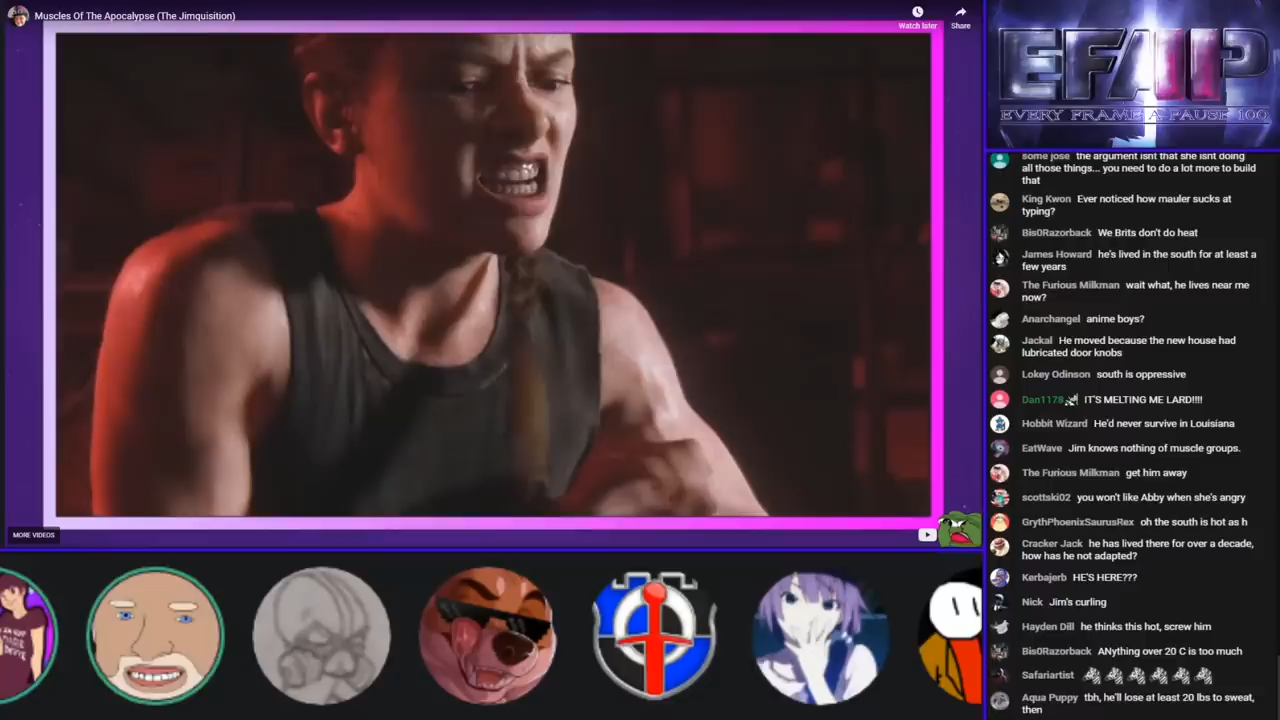 Muscles Of The Apocalypse (The Jimquisition)
Watch later
Share
MORE VIDEOS
EFAP
EVERY FRAME A PAUSE 100
some jose the argument isnt that she isnt doing
all those things... you need to do a lot more to build
that
King Kwon Ever noticed how mauler sucks at
typing?
Bis0Razorback We Brits don't do heat
James Howard he's lived in the south for at least a
few years
The Furious Milkman wait what, he lives near me
now?
Anarchangel anime boys?
Jackal He moved because the new house had
lubricated door knobs
Lokey Odinson south is oppressive
Dan1178 IT'S MELTING ME LARD!!!!
Hobbit Wizard He'd never survive in Louisiana
EatWave Jim knows nothing of muscle groups.
The Furious Milkman get him away
scottski02 you won't like Abby when she's angry
GrythPhoenixSaurusRex oh the south is hot as h
Cracker Jack he has lived there for over a decade,
how has he not adapted?
Kerbajerb HE'S HERE???
Nick Jim's curling
Hayden Dill he thinks this hot, screw him
Bis0Razorback ANything over 20 C is too much
Safariartist
Aqua Puppy tbh, he'll lose at least 20 lbs to sweat,
then